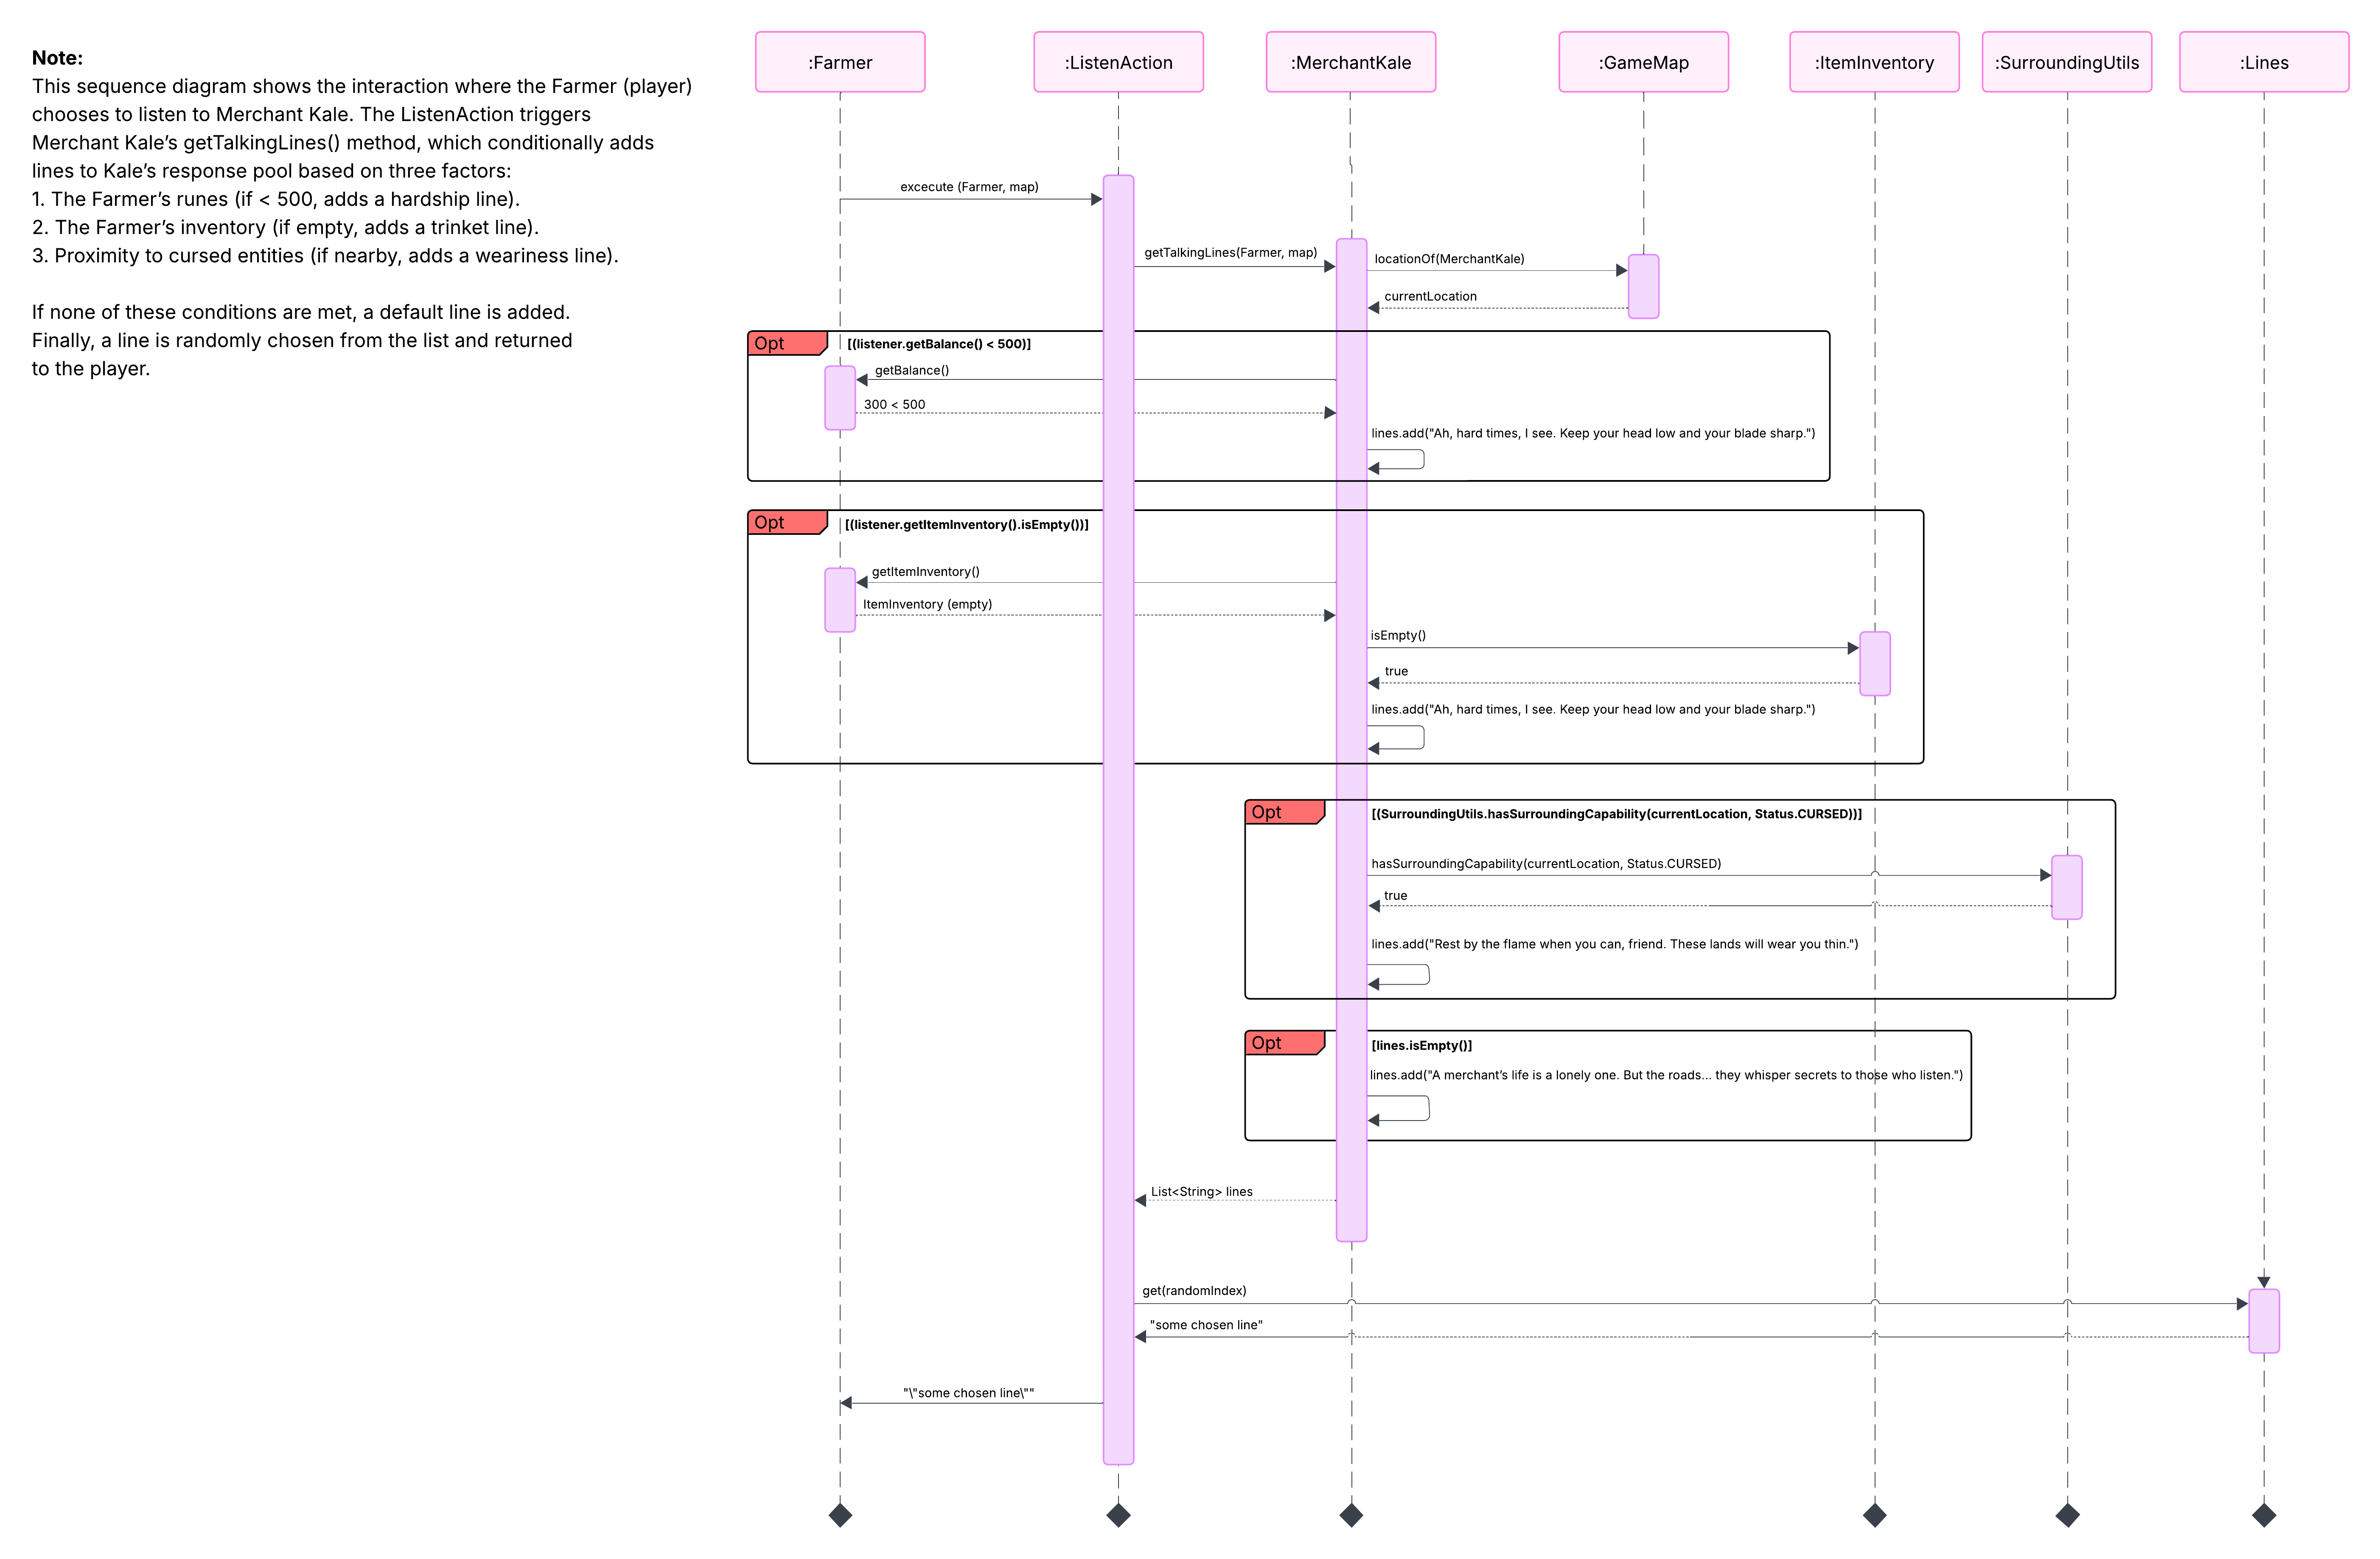 Note:
This sequence diagram shows the interaction where the Farmer (player)
chooses to listen to Merchant Kale. The ListenAction triggers
Merchant Kale’s getTalkingLines() method, which conditionally adds
lines to Kale’s response pool based on three factors:
1. The Farmer’s runes (if < 500, adds a hardship line).
2. The Farmer’s inventory (if empty, adds a trinket line).
3. Proximity to cursed entities (if nearby, adds a weariness line).
If none of these conditions are met, a default line is added.
Finally, a line is randomly chosen from the list and returned
to the player.
:Farmer
:ListenAction
:MerchantKale
:GameMap
:ItemInventory
:SurroundingUtils
:Lines
excecute (Farmer, map)
getTalkingLines(Farmer, map)
locationOf(MerchantKale)
currentLocation
Opt
[(listener.getBalance() < 500)]
getBalance()
300 < 500
lines.add("Ah, hard times, I see. Keep your head low and your blade sharp.")
Opt
[(listener.getItemInventory().isEmpty())]
getItemInventory()
ItemInventory (empty)
isEmpty()
true
lines.add("Ah, hard times, I see. Keep your head low and your blade sharp.")
Opt
[(SurroundingUtils.hasSurroundingCapability(currentLocation, Status.CURSED))]
hasSurroundingCapability(currentLocation, Status.CURSED)
true
lines.add("Rest by the flame when you can, friend. These lands will wear you thin.")
Opt
[lines.isEmpty()]
lines.add("A merchant’s life is a lonely one. But the roads… they whisper secrets to those who listen.")
List<String> lines
get(randomIndex)
"some chosen line"
"\"some chosen line\""